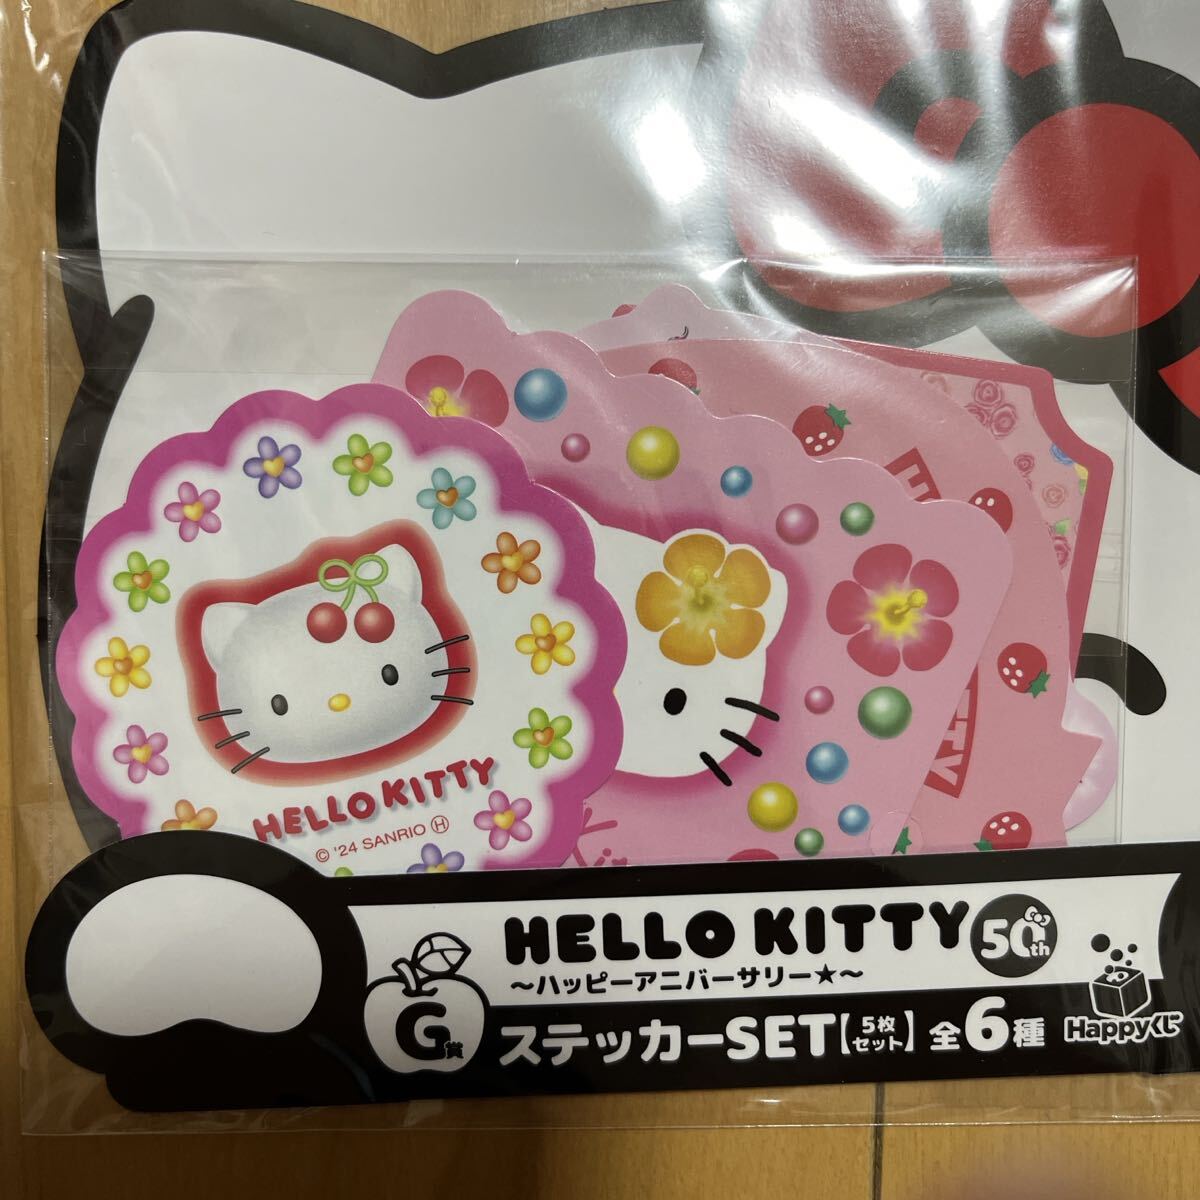 HELLO KITTY
© '24 SANRIO Ⓗ
HELLO KITTY 50th
～ハッピーアニバーサリー★～
G賞
ステッカーSET【5枚セット】全6種
Happyくじ